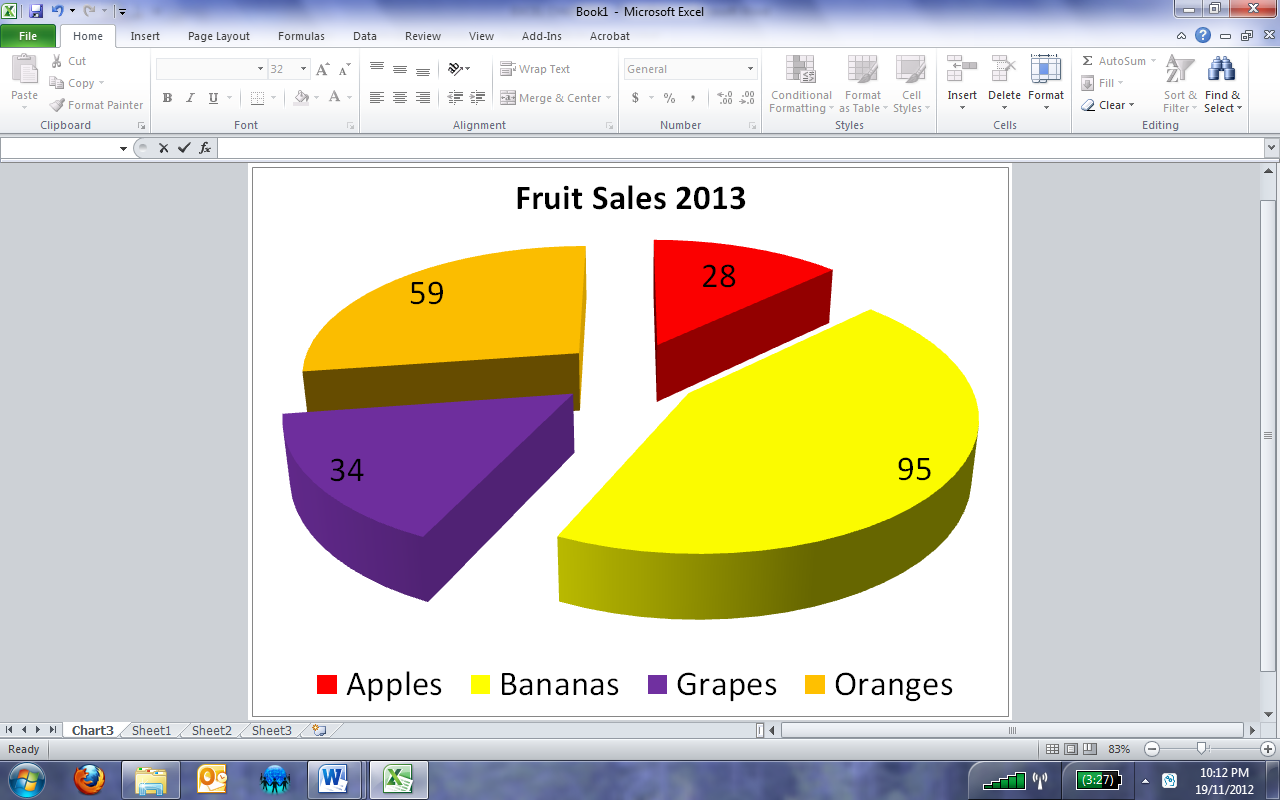 Book1 - Microsoft Excel
File Home Insert Page Layout Formulas Data Review View Add-Ins Acrobat
Paste
Cut
Copy
Format Painter
Clipboard
32 A A
B I U A
Font
Wrap Text
Merge & Center
Alignment
General
$ % ,
.00 .0
Number
Conditional Formatting
Format as Table
Cell Styles
Styles
Insert Delete Format
Cells
Σ AutoSum
Fill
Clear
Sort & Filter
Find & Select
Editing
fx
Fruit Sales 2013
28
59
95
34
Apples Bananas Grapes Oranges
Chart3 Sheet1 Sheet2 Sheet3
Ready 83%
(3:27)
10:12 PM
19/11/2012